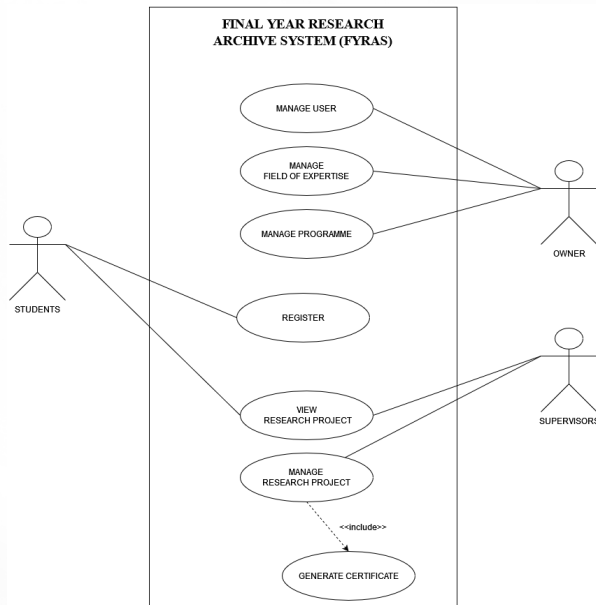 FINAL YEAR RESEARCH
ARCHIVE SYSTEM (FYRAS)
MANAGE USER
MANAGE
FIELD OF EXPERTISE
MANAGE PROGRAMME
OWNER
STUDENTS
REGISTER
VIEW
RESEARCH PROJECT
SUPERVISORS
MANAGE
RESEARCH PROJECT
<<include>>
GENERATE CERTIFICATE